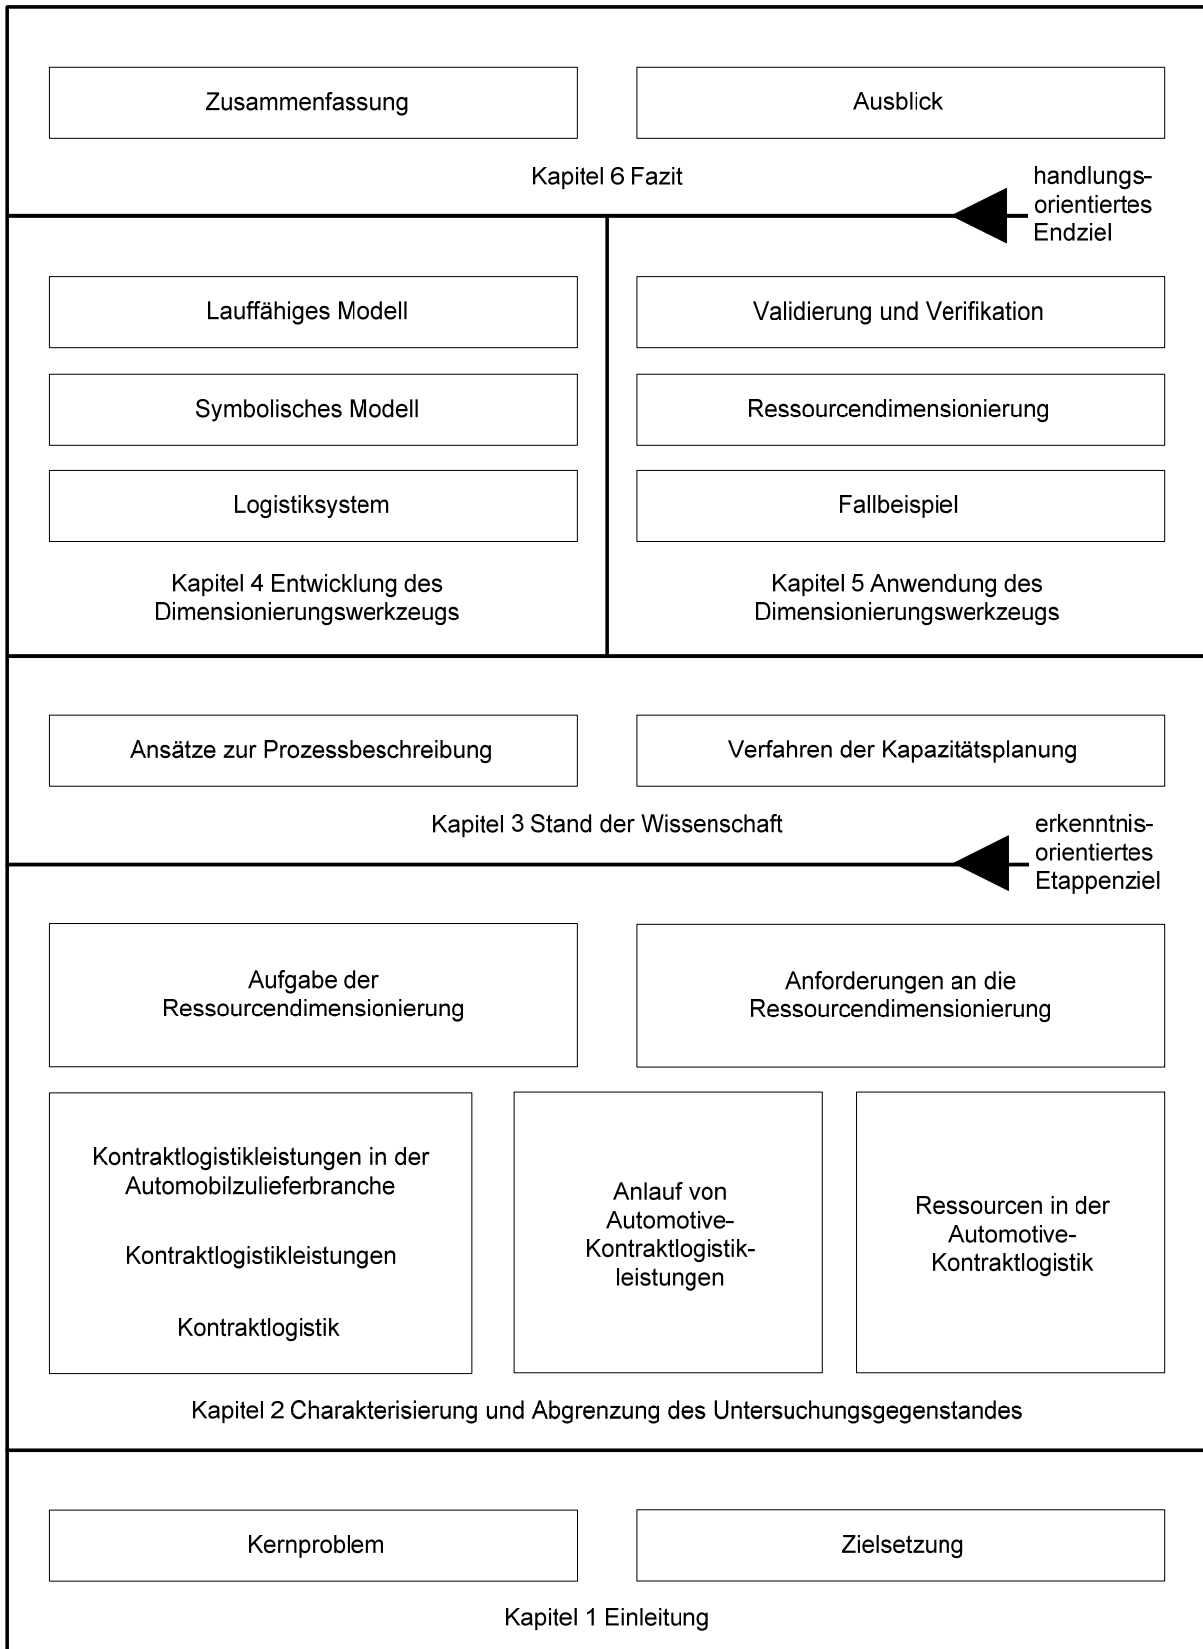 Zusammenfassung
Ausblick
Kapitel 6 Fazit
handlungs-
orientiertes
Endziel
Lauffähiges Modell
Symbolisches Modell
Logistiksystem
Kapitel 4 Entwicklung des
Dimensionierungswerkzeugs
Validierung und Verifikation
Ressourcendimensionierung
Fallbeispiel
Kapitel 5 Anwendung des
Dimensionierungswerkzeugs
Ansätze zur Prozessbeschreibung
Verfahren der Kapazitätsplanung
Kapitel 3 Stand der Wissenschaft
erkenntnis-
orientiertes
Etappenziel
Aufgabe der
Ressourcendimensionierung
Anforderungen an die
Ressourcendimensionierung
Kontraktlogistikleistungen in der
Automobilzulieferbranche
Kontraktlogistikleistungen
Kontraktlogistik
Anlauf von
Automotive-
Kontraktlogistik-
leistungen
Ressourcen in der
Automotive-
Kontraktlogistik
Kapitel 2 Charakterisierung und Abgrenzung des Untersuchungsgegenstandes
Kernproblem
Zielsetzung
Kapitel 1 Einleitung